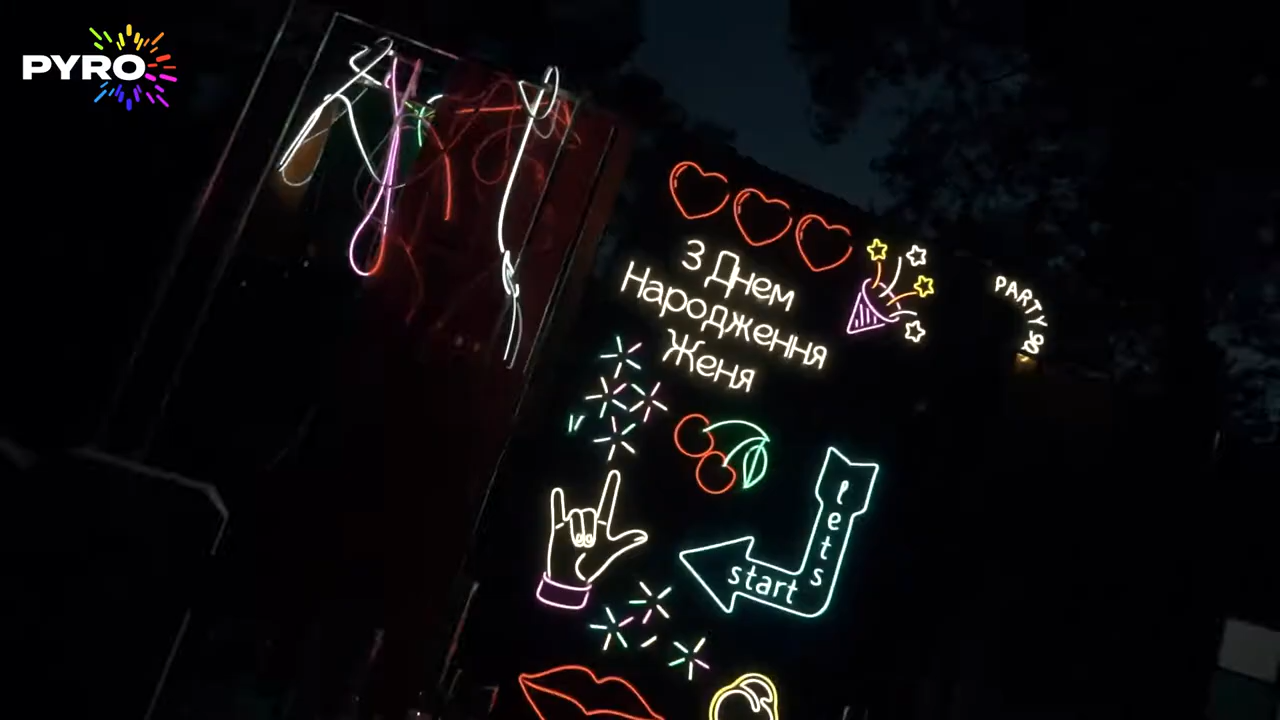 PYRO
З Днем
Народження
Женя
PARTY
lets
start